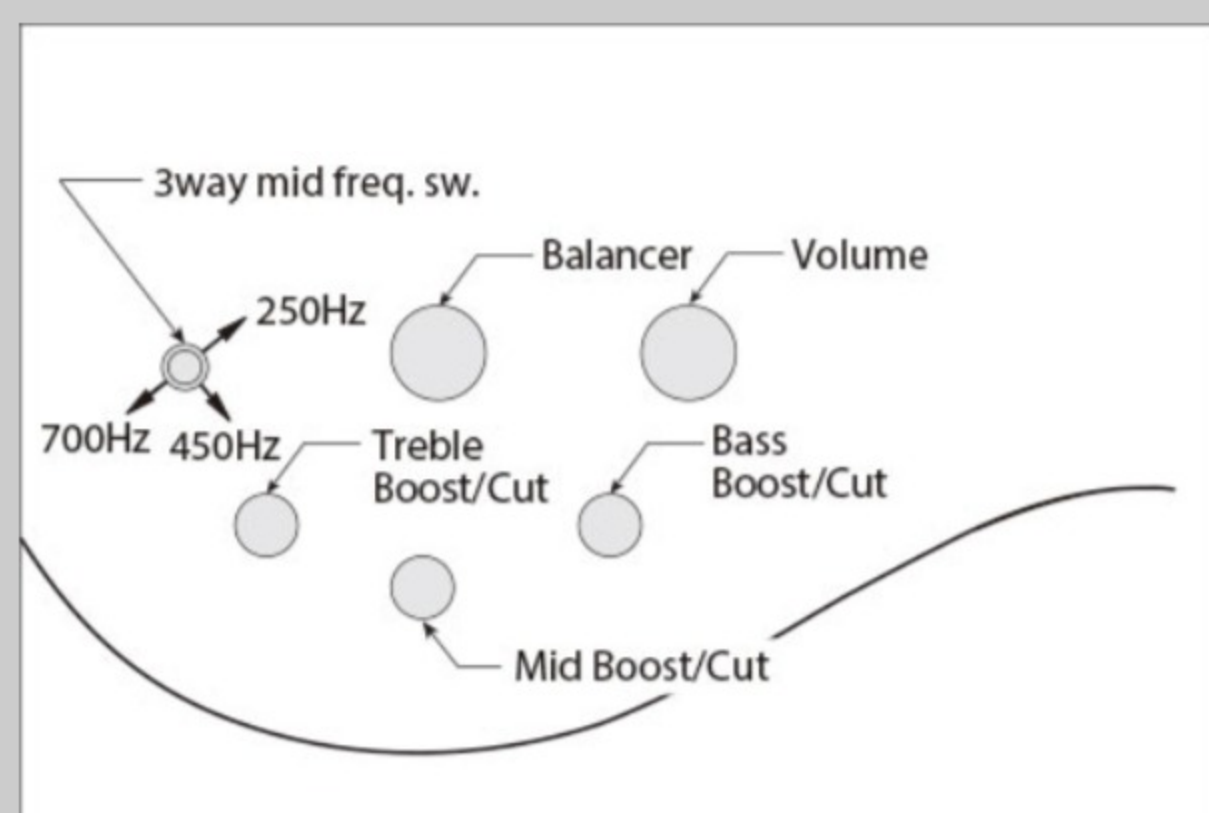 3way mid freq. sw.
Balancer
Volume
250Hz
700Hz
450Hz
Treble
Boost/Cut
Bass
Boost/Cut
Mid Boost/Cut